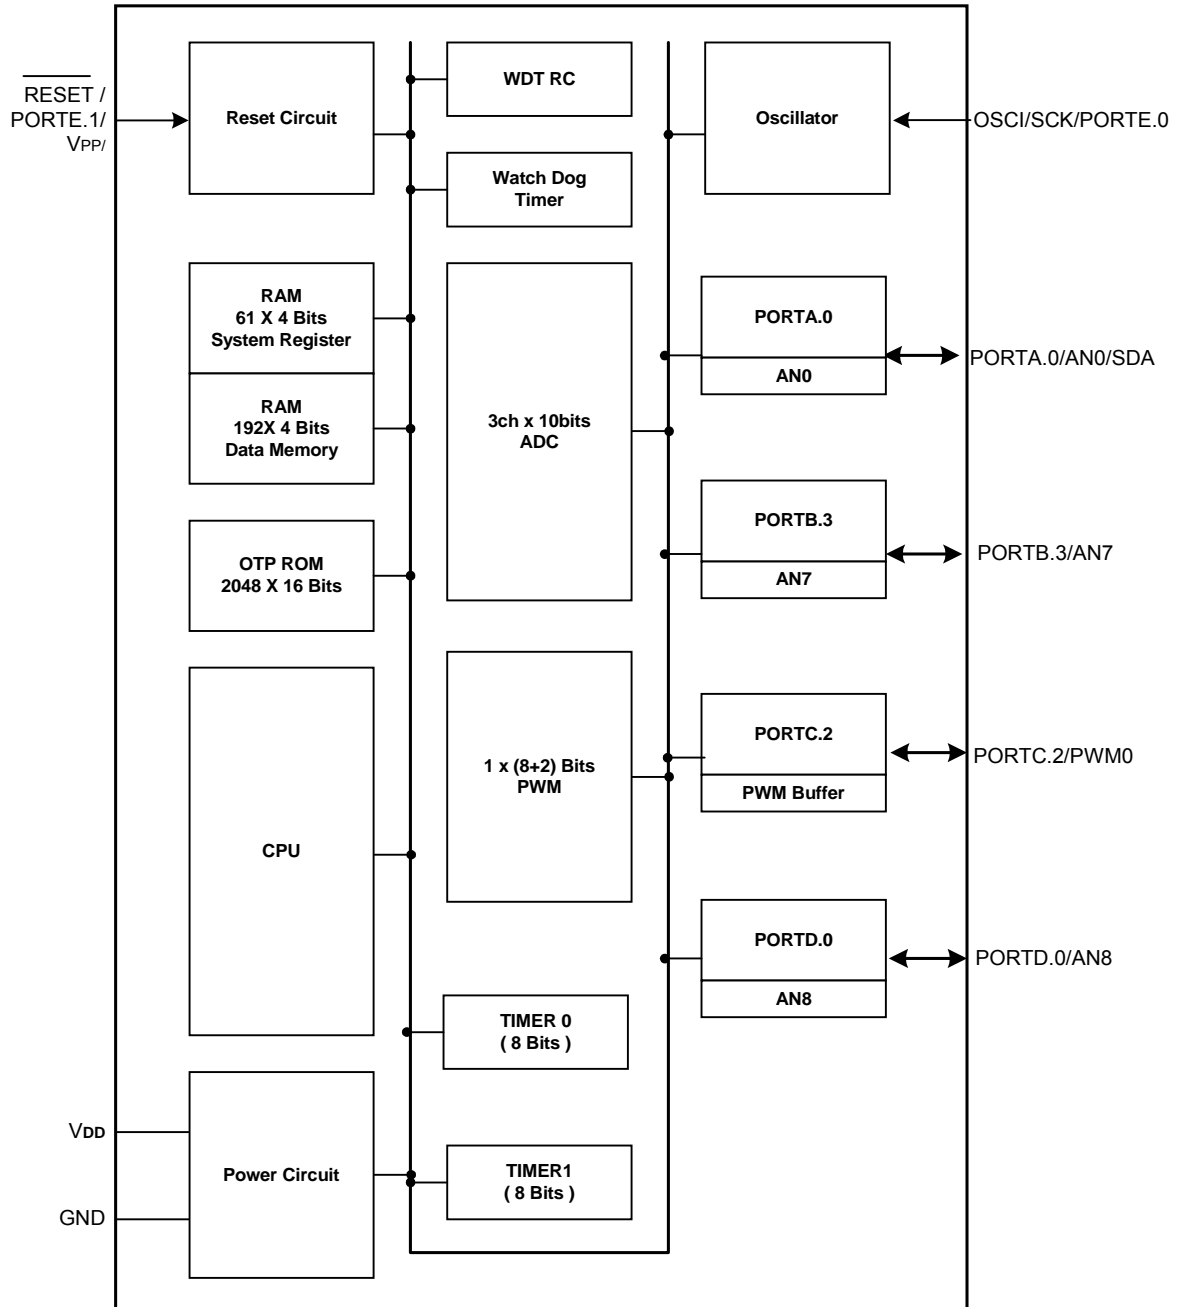 RESET /
PORTE.1/
VPP/
Reset Circuit
WDT RC
Watch Dog
Timer
Oscillator
OSCI/SCK/PORTE.0
RAM
61 X 4 Bits
System Register
RAM
192X 4 Bits
Data Memory
OTP ROM
2048 X 16 Bits
CPU
VDD
GND
Power Circuit
3ch x 10bits
ADC
1 x (8+2) Bits
PWM
TIMER 0
( 8 Bits )
TIMER1
( 8 Bits )
PORTA.0
AN0
PORTA.0/AN0/SDA
PORTB.3
AN7
PORTB.3/AN7
PORTC.2
PWM Buffer
PORTC.2/PWM0
PORTD.0
AN8
PORTD.0/AN8